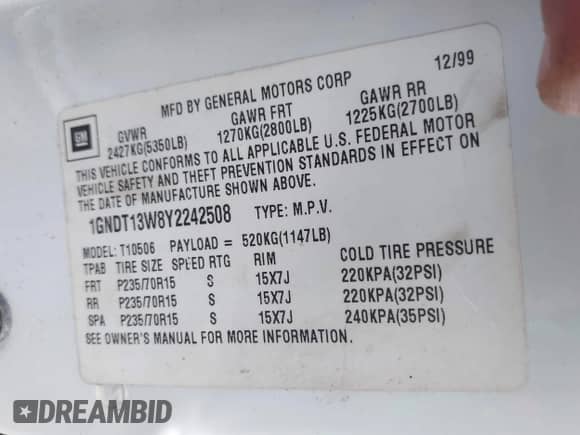 12/99
MFD BY GENERAL MOTORS CORP
GM
GVWR GAWR FRT GAWR RR
2427KG(5350LB) 1270KG(2800LB) 1225KG(2700LB)
THIS VEHICLE CONFORMS TO ALL APPLICABLE U.S. FEDERAL MOTOR
VEHICLE SAFETY AND THEFT PREVENTION STANDARDS IN EFFECT ON
THE DATE OF MANUFACTURE SHOWN ABOVE.
1GNDT13W8Y2242508 TYPE: M.P.V.
MODEL: T10506 PAYLOAD = 520KG(1147LB)
TPAB TIRE SIZE SPEED RTG RIM COLD TIRE PRESSURE
FRT P235/70R15 S 15X7J 220KPA(32PSI)
RR P235/70R15 S 15X7J 220KPA(32PSI)
SPA P235/70R15 S 15X7J 240KPA(35PSI)
SEE OWNER'S MANUAL FOR MORE INFORMATION.
DREAMBID